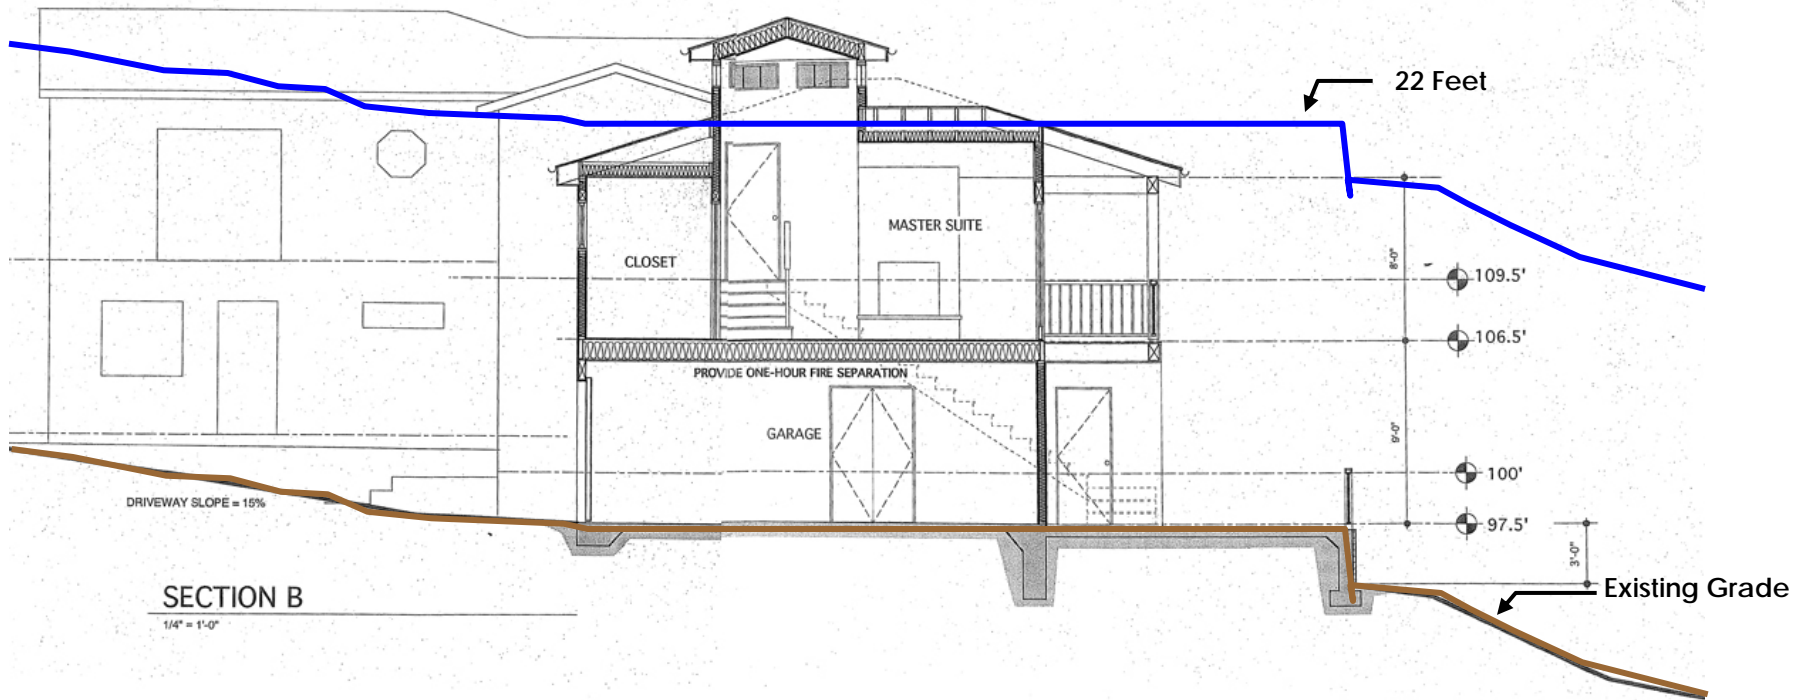 22 Feet
MASTER SUITE
CLOSET
8'-0"
109.5'
106.5'
PROVIDE ONE-HOUR FIRE SEPARATION
GARAGE
9'-0"
100'
DRIVEWAY SLOPE = 15%
97.5'
3'-0"
SECTION B
Existing Grade
1/4" = 1'-0"